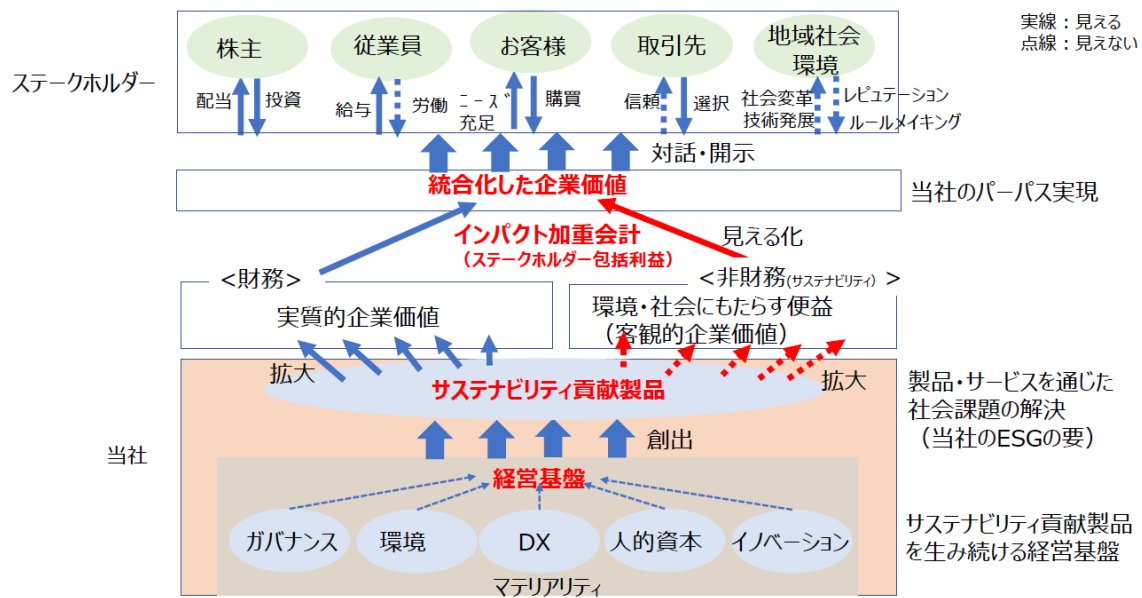 実線：見える
点線：見えない
ステークホルダー
株主
従業員
お客様
取引先
地域社会
環境
配当
投資
給与
労働
ニーズ
充足
購買
信頼
選択
社会変革
技術発展
レピュテーション
ルールメイキング
対話・開示
統合化した企業価値
当社のパーパス実現
インパクト加重会計
（ステークホルダー包括利益）
見える化
<財務>
<非財務(サステナビリティ) >
実質的企業価値
環境・社会にもたらす便益
（客観的企業価値）
拡大
サステナビリティ貢献製品
拡大
製品・サービスを通じた
社会課題の解決
（当社のESGの要）
創出
当社
経営基盤
ガバナンス
環境
DX
人的資本
イノベーション
マテリアリティ
サステナビリティ貢献製品
を生み続ける経営基盤